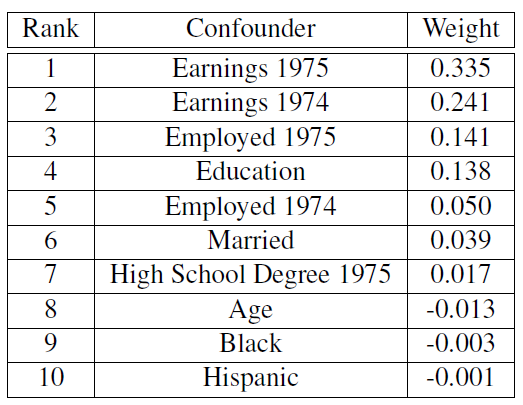 Rank Confounder Weight
1 Earnings 1975 0.335
2 Earnings 1974 0.241
3 Employed 1975 0.141
4 Education 0.138
5 Employed 1974 0.050
6 Married 0.039
7 High School Degree 1975 0.017
8 Age -0.013
9 Black -0.003
10 Hispanic -0.001